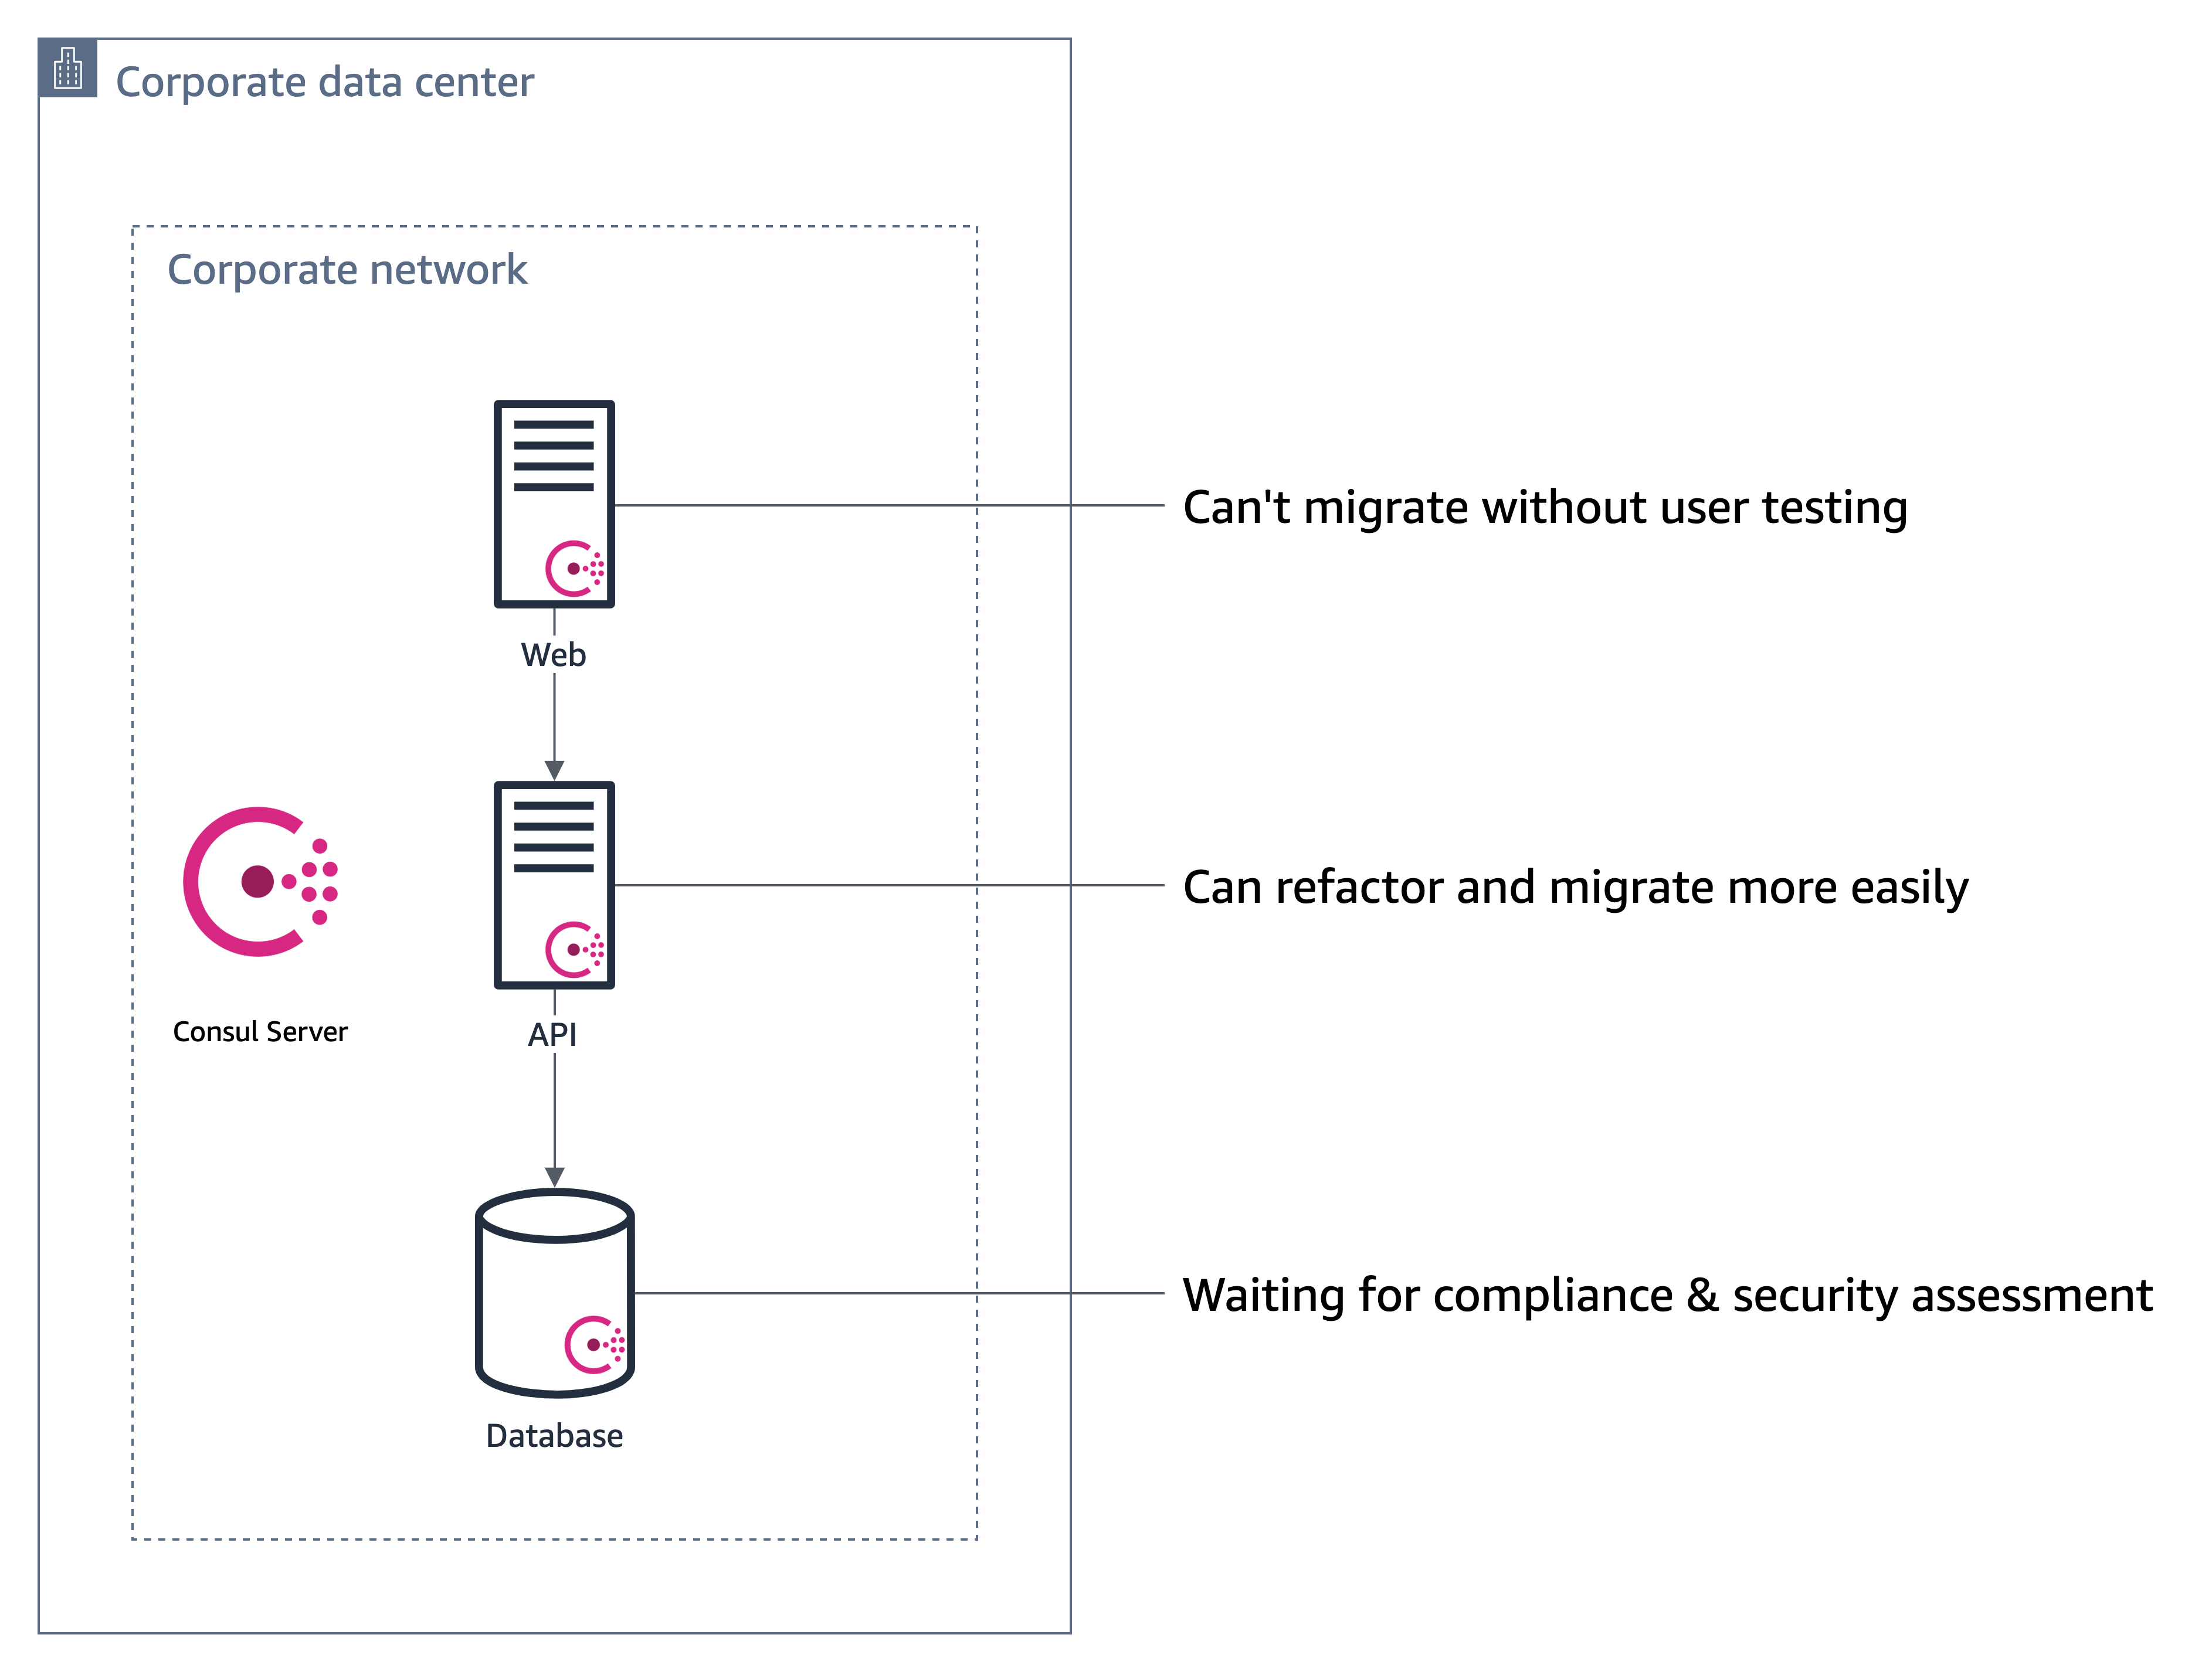 Corporate data center
Corporate network
Can't migrate without user testing
Web
Can refactor and migrate more easily
Consul Server
API
Waiting for compliance & security assessment
Database